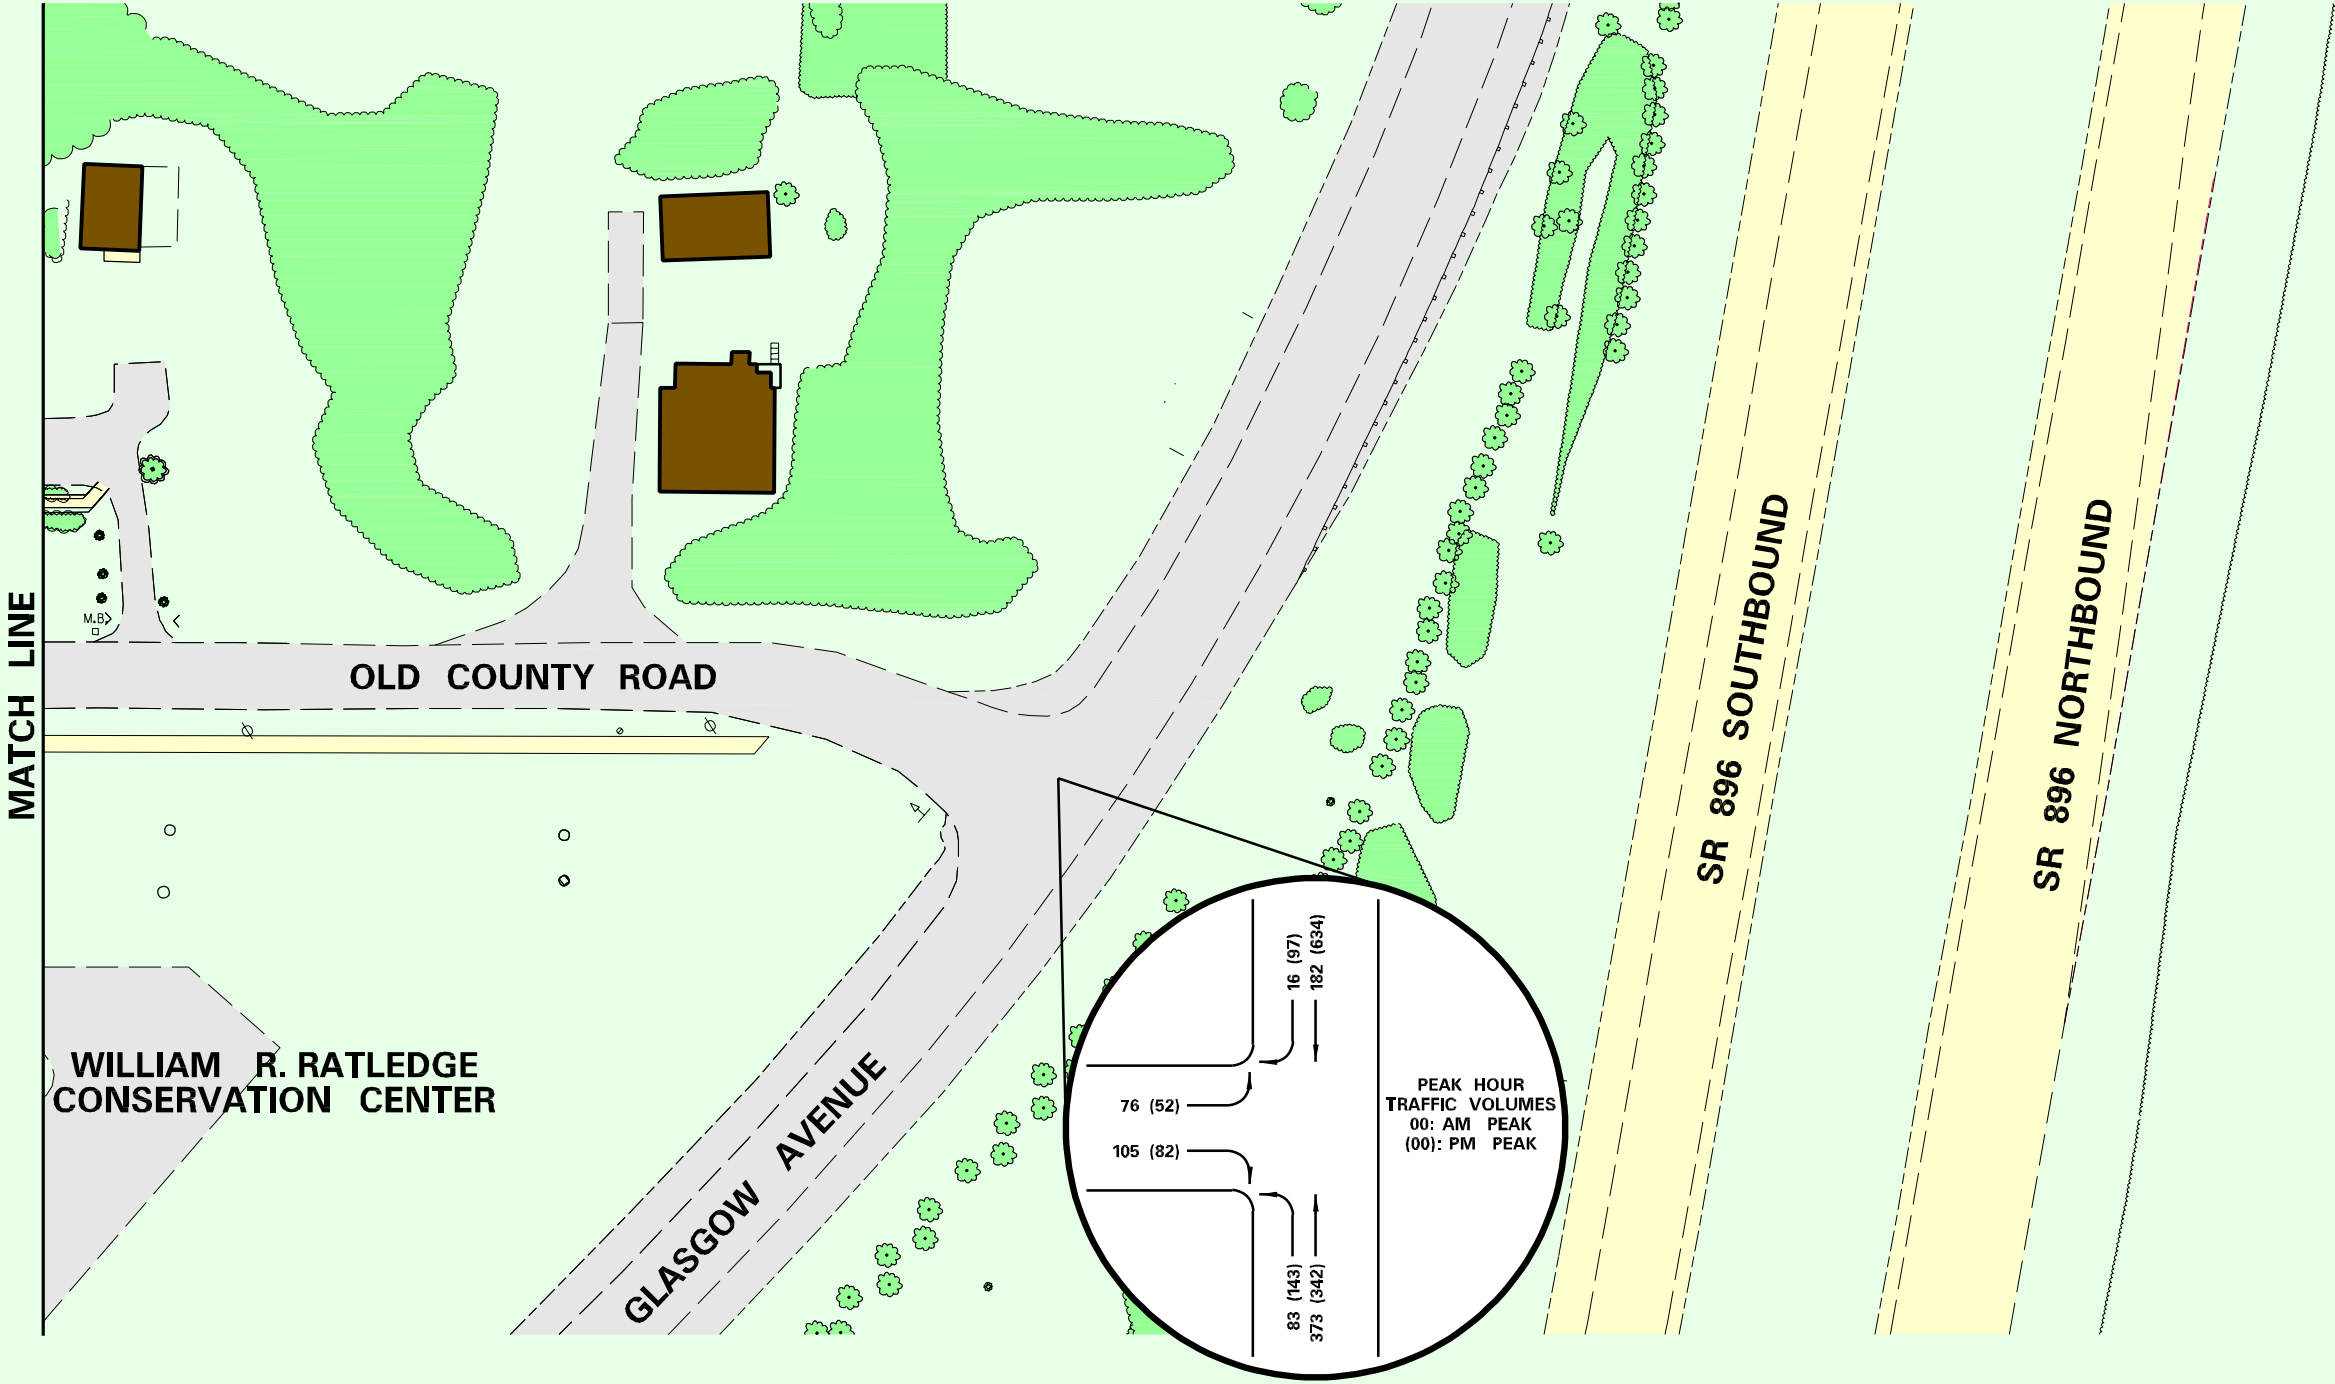 MATCH LINE
M.B.
OLD COUNTY ROAD
SR 896 SOUTHBOUND
SR 896 NORTHBOUND
WILLIAM R. RATLEDGE
CONSERVATION CENTER
GLASGOW AVENUE
16 (97)
182 (634)
76 (52)
105 (82)
83 (143)
373 (342)
PEAK HOUR
TRAFFIC VOLUMES
00: AM PEAK
(00): PM PEAK